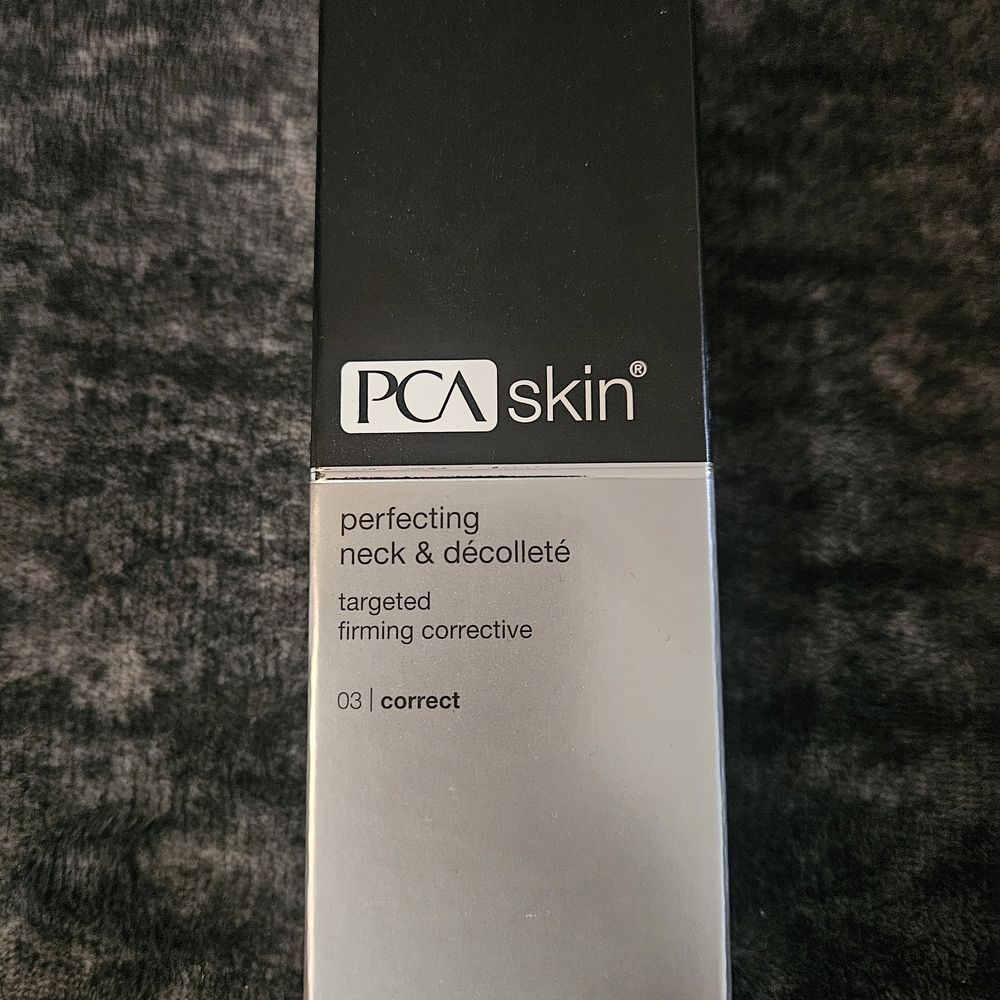 PCA skin®
perfecting
neck & décolleté
targeted
firming corrective
03 | correct